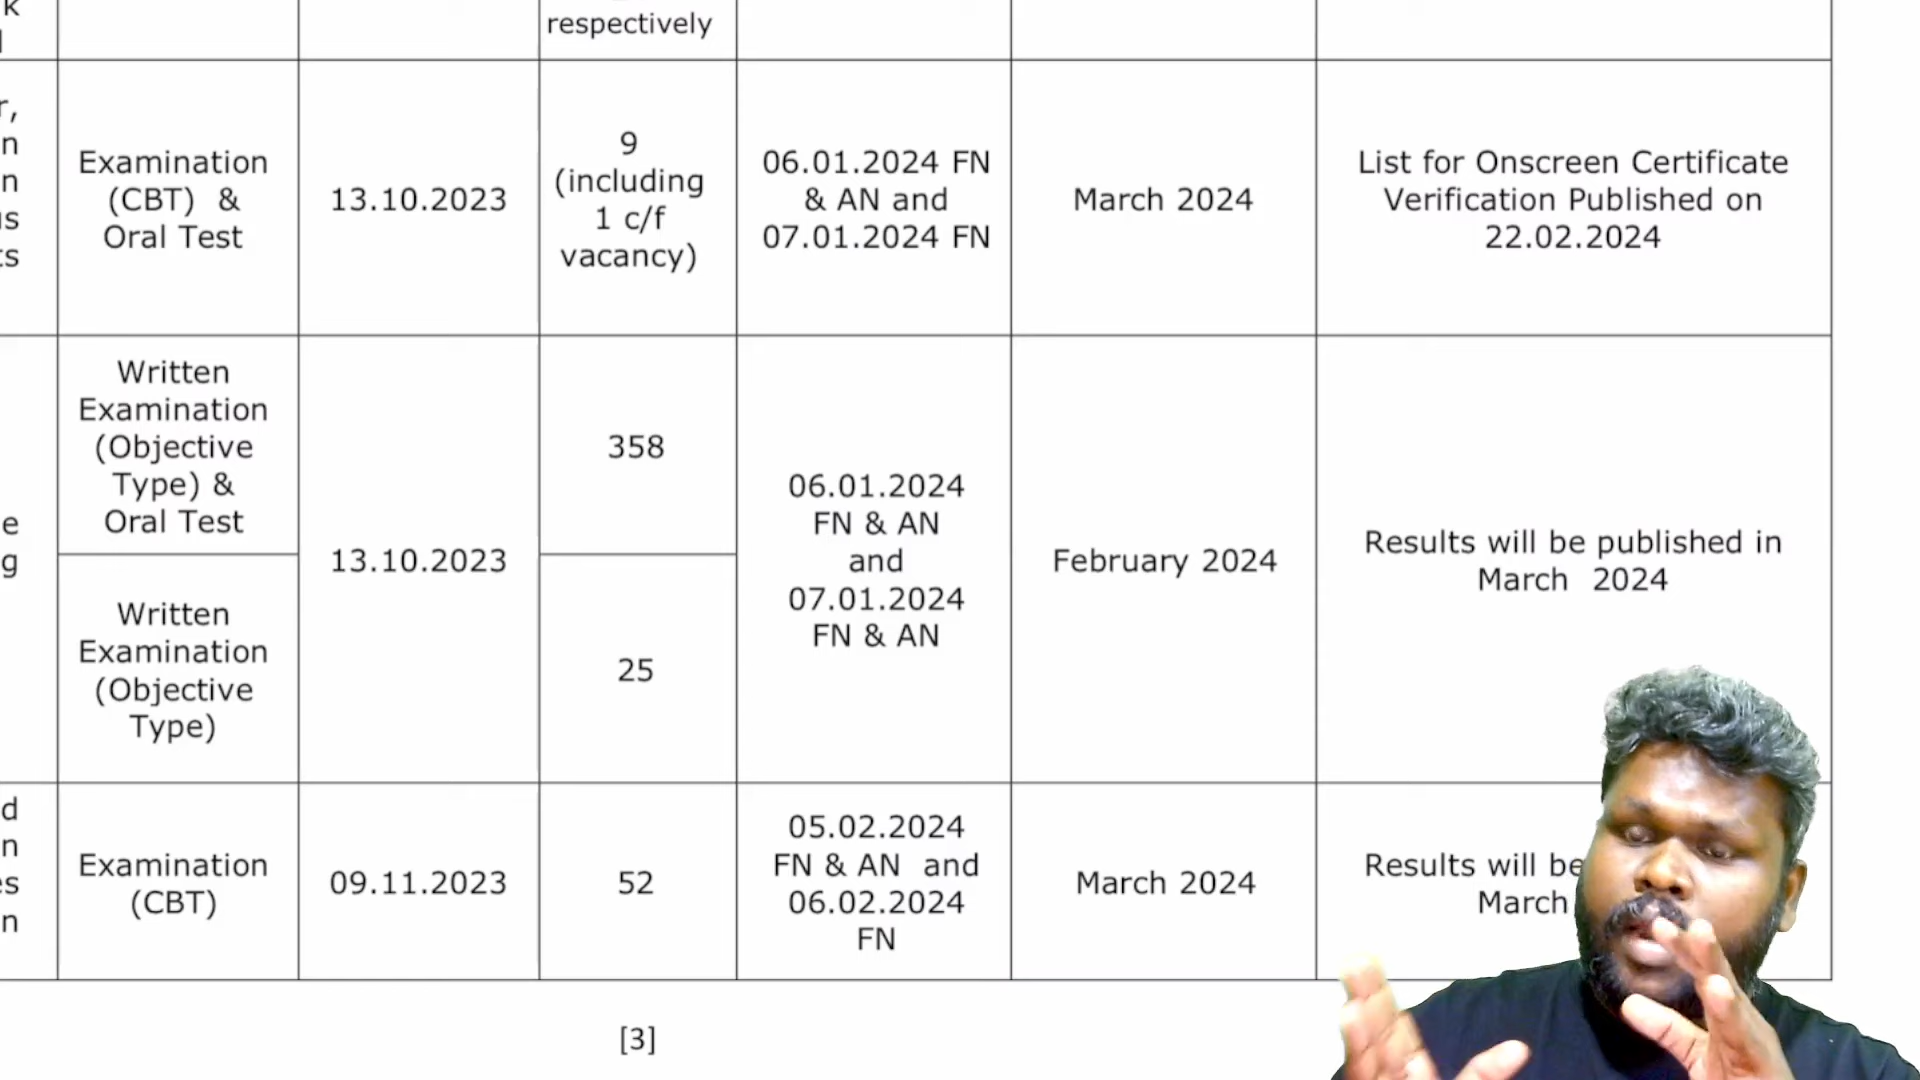 respectively
Examination
(CBT) &
Oral Test
13.10.2023
9
(including
1 c/f
vacancy)
06.01.2024 FN
& AN and
07.01.2024 FN
March 2024
List for Onscreen Certificate
Verification Published on
22.02.2024
Written
Examination
(Objective
Type) &
Oral Test
358
Written
Examination
(Objective
Type)
13.10.2023
25
06.01.2024
FN & AN
and
07.01.2024
FN & AN
February 2024
Results will be published in
March 2024
Examination
(CBT)
09.11.2023
52
05.02.2024
FN & AN and
06.02.2024
FN
March 2024
Results will be
March
[3]